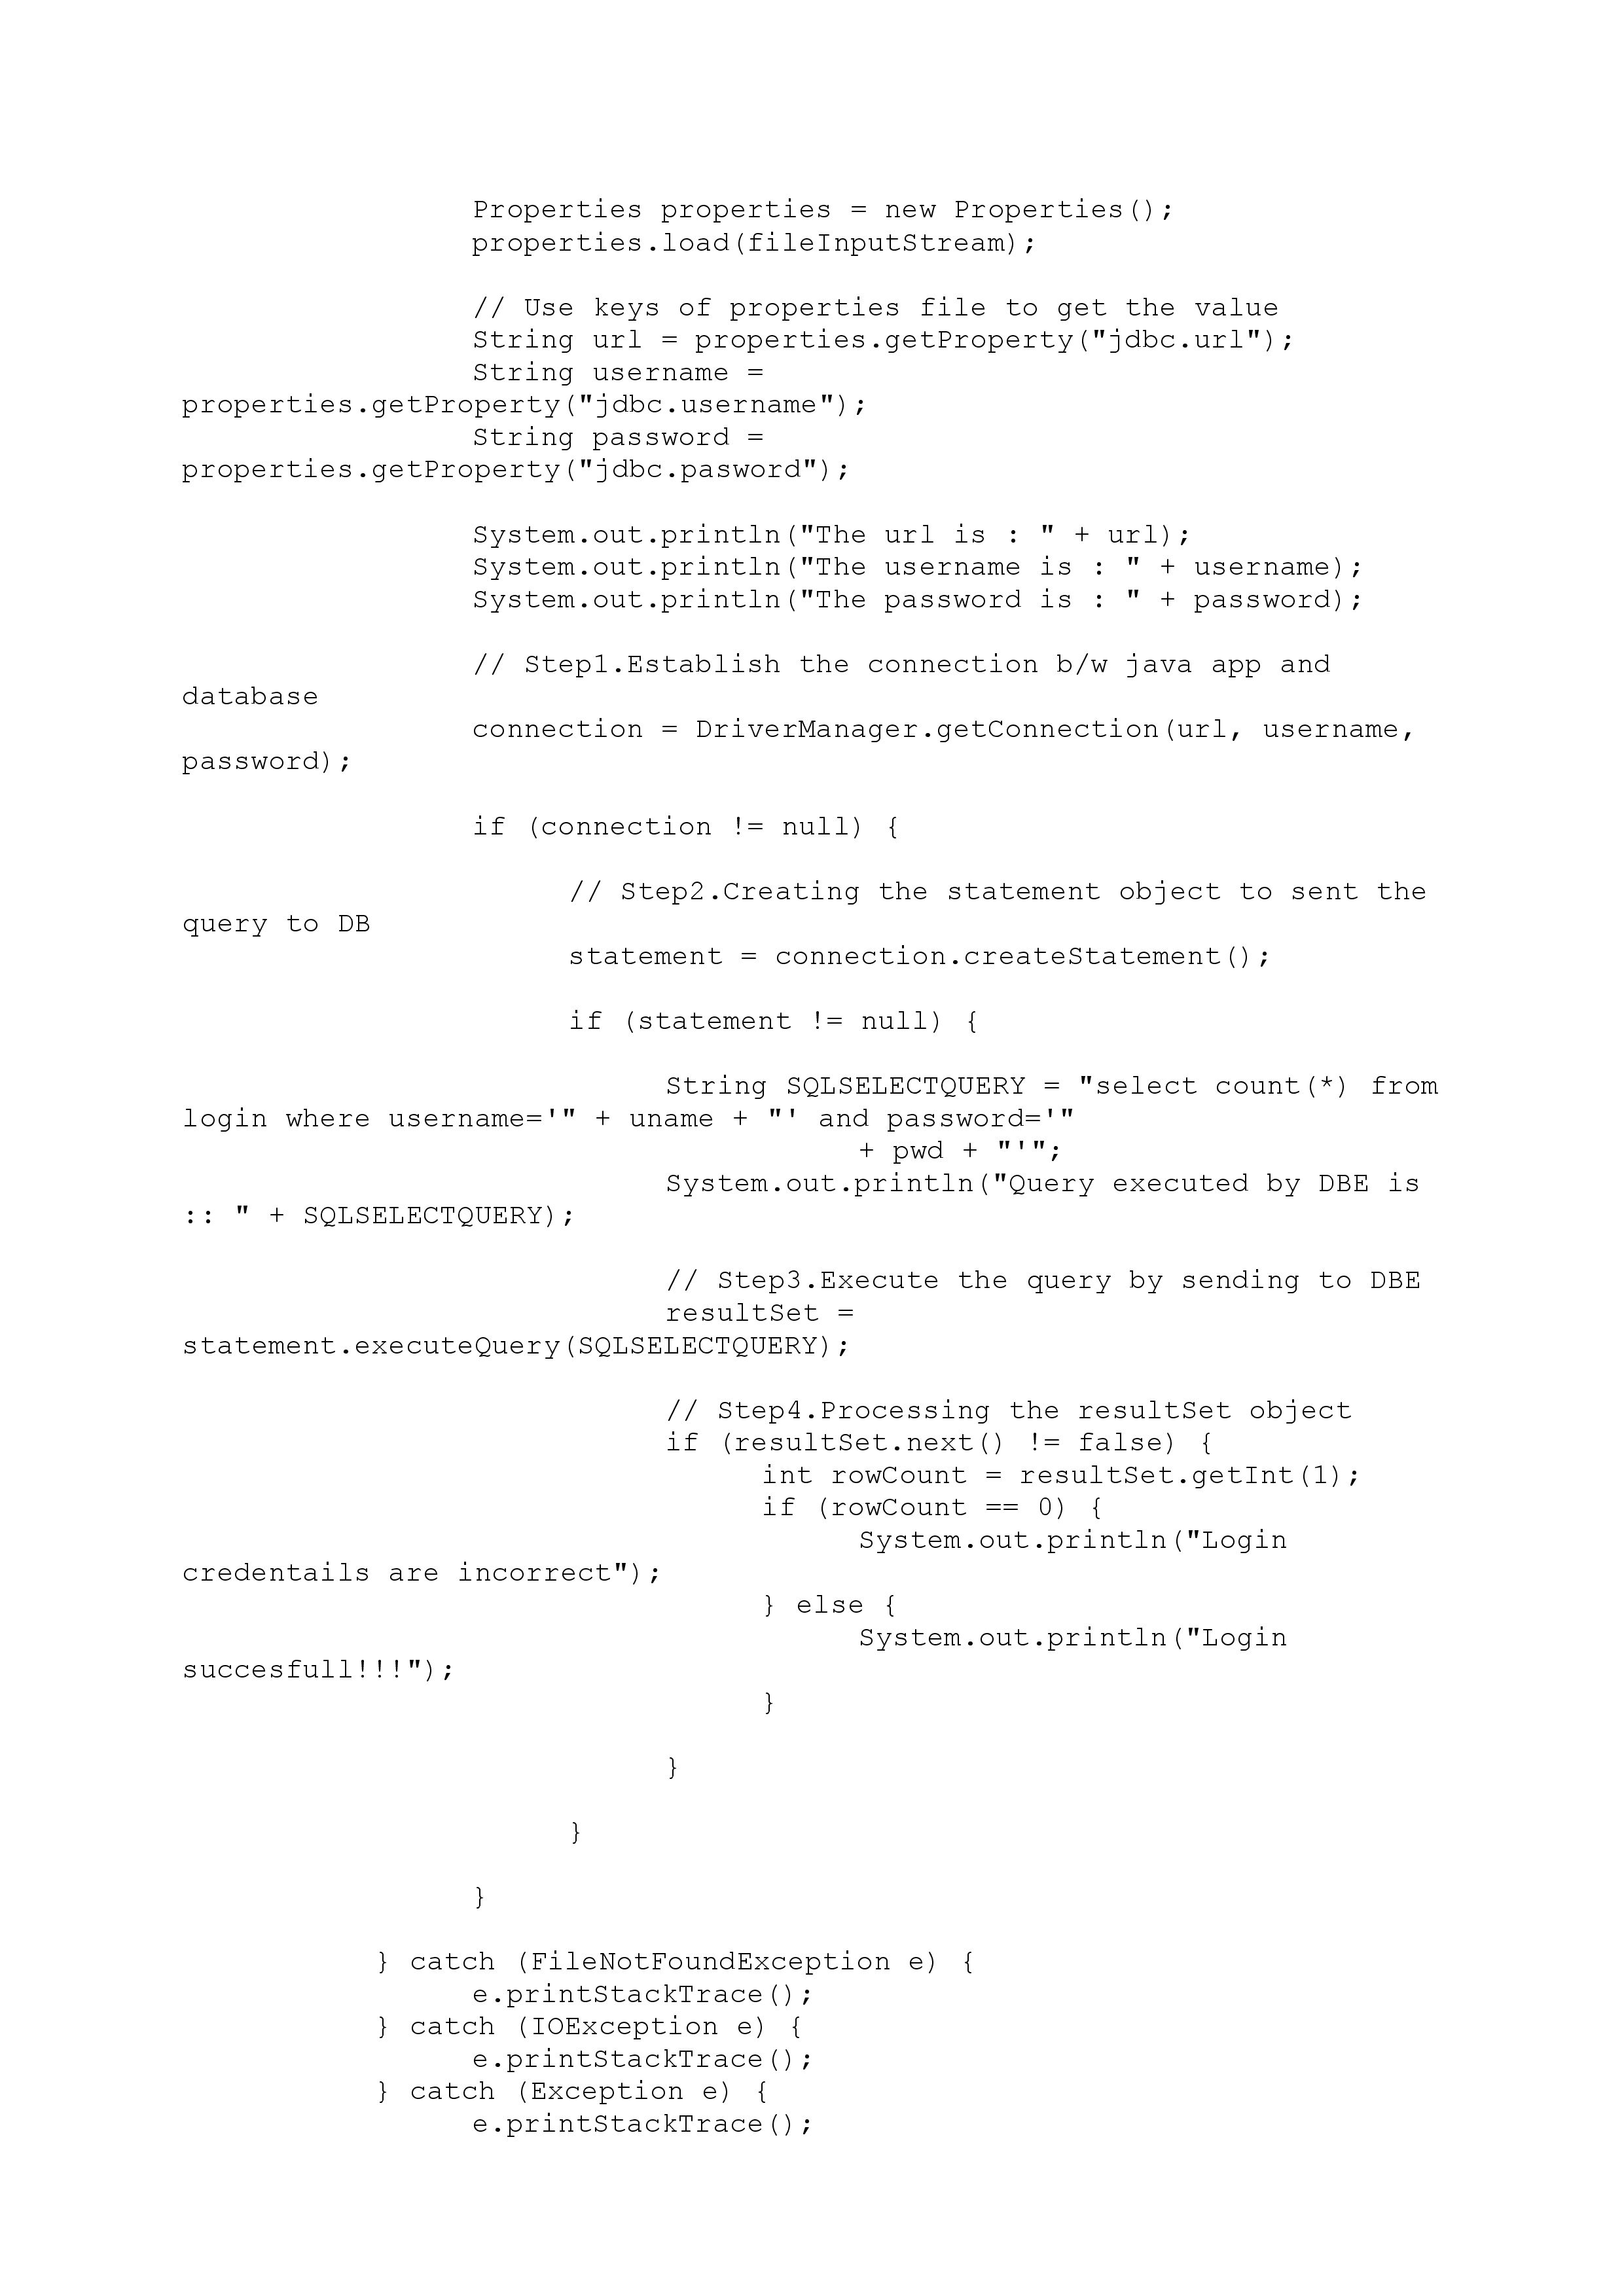 Properties properties = new Properties();
properties.load(fileInputStream);
// Use keys of properties file to get the value
String url = properties.getProperty("jdbc.url");
String username =
properties.getProperty("jdbc.username");
String password =
properties.getProperty("jdbc.pasword");
System.out.println("The url is : " + url);
System.out.println("The username is : " + username);
System.out.println("The password is : " + password);
// Step1.Establish the connection b/w java app and
database
connection = DriverManager.getConnection(url, username,
password);
if (connection != null) {
// Step2.Creating the statement object to sent the
query to DB
statement = connection.createStatement();
if (statement != null) {
String SQLSELECTQUERY = "select count(*) from
login where username='" + uname + "' and password='"
+ pwd + "'";
System.out.println("Query executed by DBE is
:: " + SQLSELECTQUERY);
// Step3.Execute the query by sending to DBE
resultSet =
statement.executeQuery(SQLSELECTQUERY);
// Step4.Processing the resultSet object
if (resultSet.next() != false) {
int rowCount = resultSet.getInt(1);
if (rowCount == 0) {
System.out.println("Login
credentails are incorrect");
} else {
System.out.println("Login
succesfull!!!");
}
}
}
}
} catch (FileNotFoundException e) {
e.printStackTrace();
} catch (IOException e) {
e.printStackTrace();
} catch (Exception e) {
e.printStackTrace();